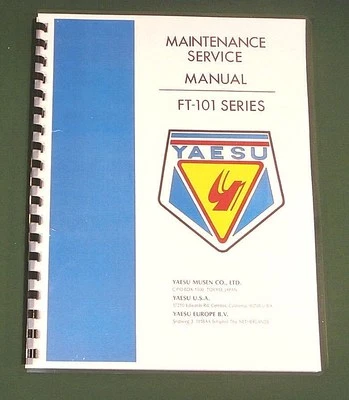 MAINTENANCE
SERVICE
MANUAL
FT-101 SERIES
YAESU
YAESU MUSEN CO., LTD.
YAESU U.S.A.
YAESU EUROPE B.V.